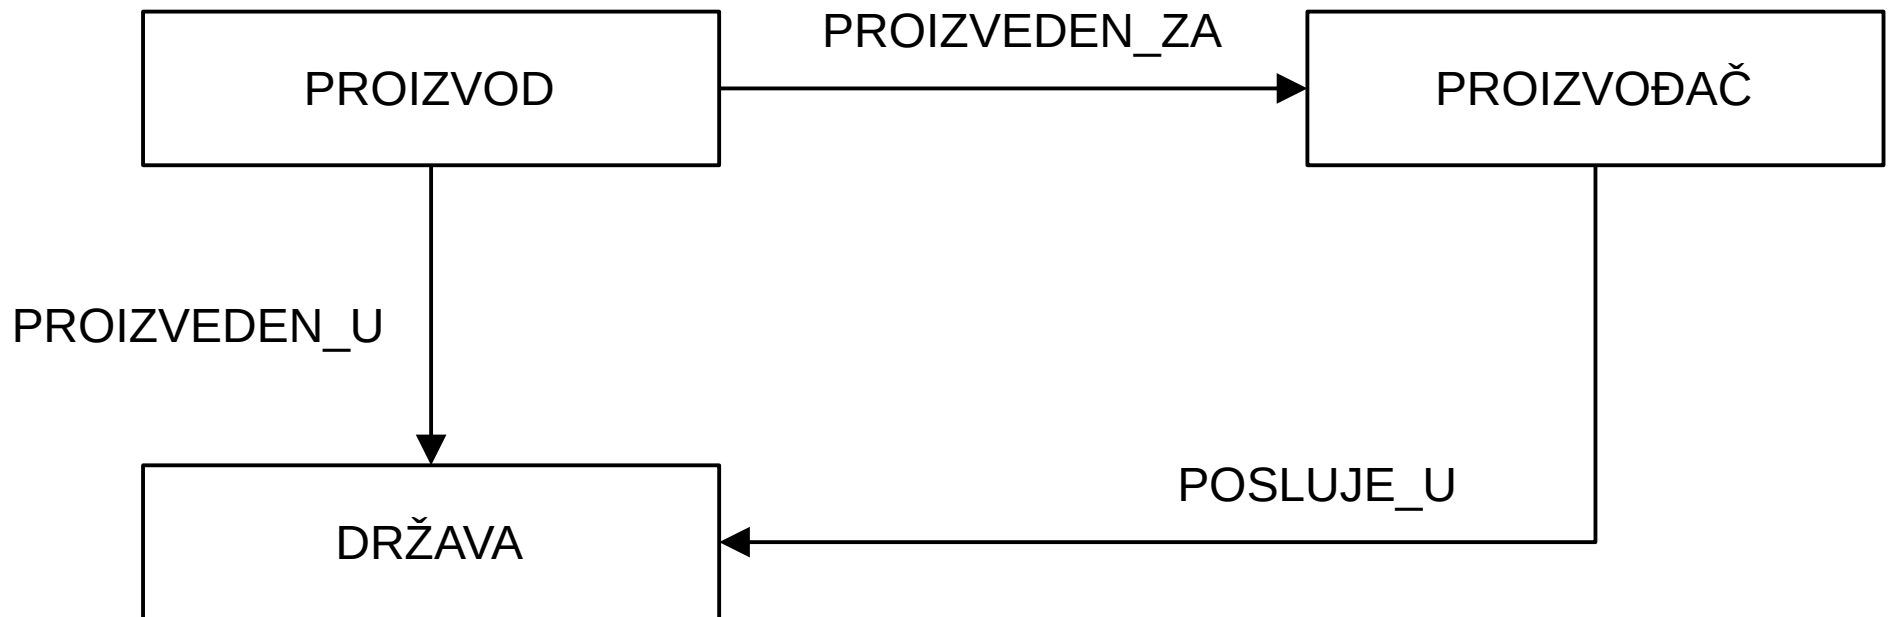 PROIZVEDEN_ZA
PROIZVOD
PROIZVOĐAČ
PROIZVEDEN_U
POSLUJE_U
DRŽAVA